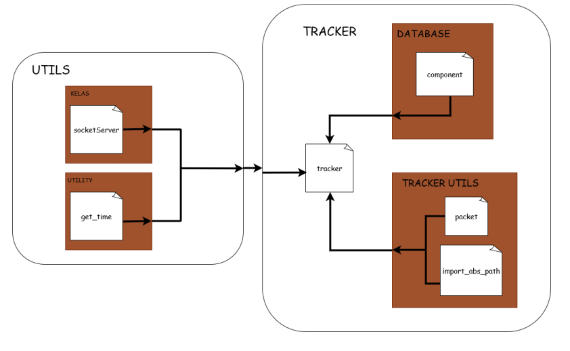 UTILS
KELAS
socketServer
UTILITY
get_time
TRACKER
tracker
DATABASE
component
TRACKER UTILS
packet
import_abs_path